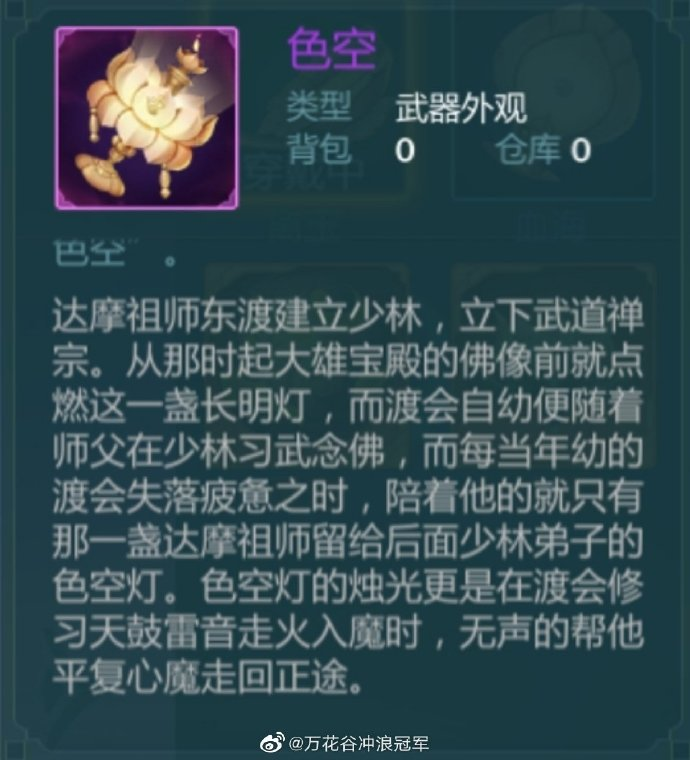 色空
类型 武器外观
背包 0 仓库 0
穿戴中
血海
色空”。
达摩祖师东渡建立少林，立下武道禅
宗。从那时起大雄宝殿的佛像前就点
燃这一盏长明灯，而渡会自幼便随着
师父在少林习武念佛，而每当年幼的
渡会失落疲惫之时，陪着他的就只有
那一盏达摩祖师留给后面少林弟子的
色空灯。色空灯的烛光更是在渡会修
习天鼓雷音走火入魔时，无声的帮他
平复心魔走回正途。
@万花谷冲浪冠军